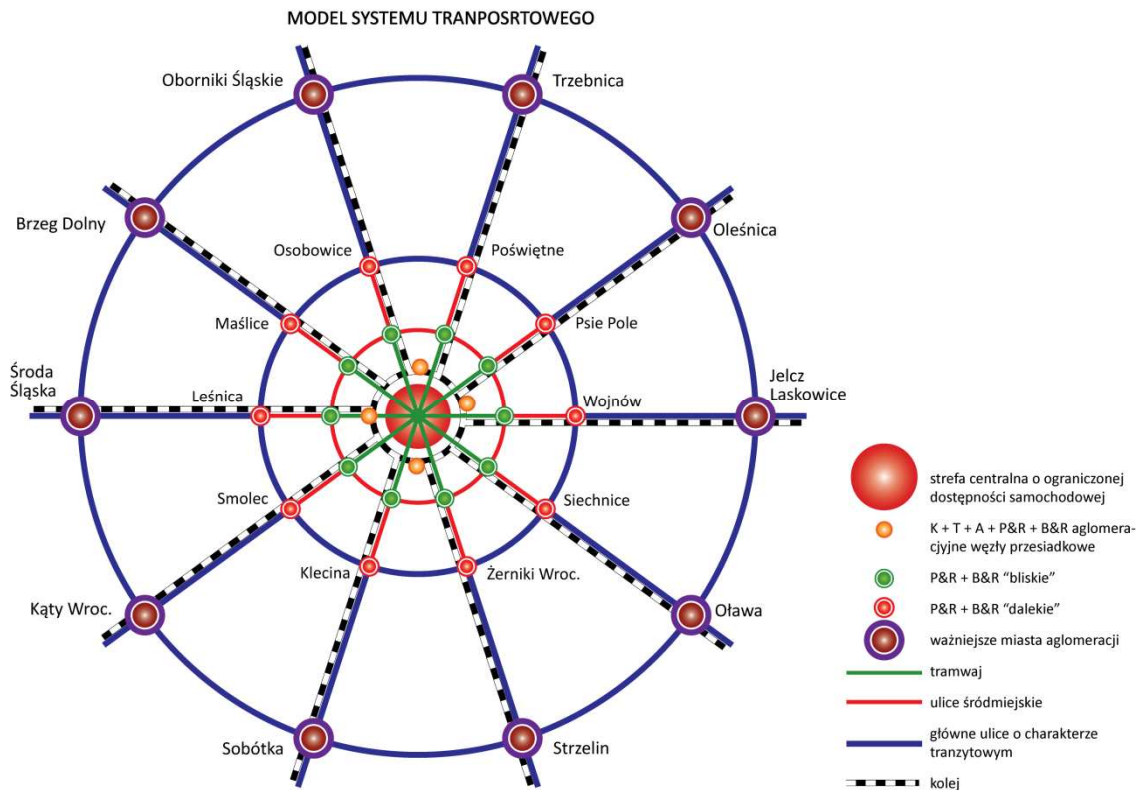 MODEL SYSTEMU TRANPOSRTOWEGO
Oborniki Śląskie
Trzebnica
Brzeg Dolny
Oleśnica
Osobowice
Poświętne
Maślice
Psie Pole
Środa
Śląska
Leśnica
Wojnów
Jelcz
Laskowice
Smolec
Siechnice
Klecina
Żerniki Wroc.
Kąty Wroc.
Oława
Sobótka
Strzelin
strefa centralna o ograniczonej
dostępności samochodowej
K + T + A + P&R + B&R aglomera-
cyjne węzły przesiadkowe
P&R + B&R “bliskie”
P&R + B&R “dalekie”
ważniejsze miasta aglomeracji
tramwaj
ulice śródmiejskie
główne ulice o charakterze
tranzytowym
kolej